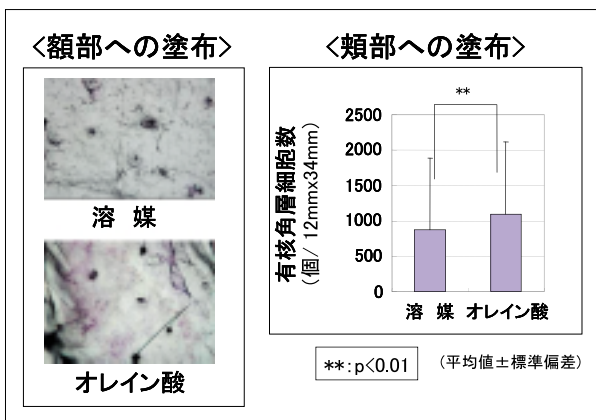 <額部への塗布>
溶 媒
オレイン酸
<頬部への塗布>
有核角層細胞数
(個/ 12mmx34mm)
**
2500
2000
1500
1000
500
0
溶 媒 オレイン酸
**:p<0.01
(平均値±標準偏差)